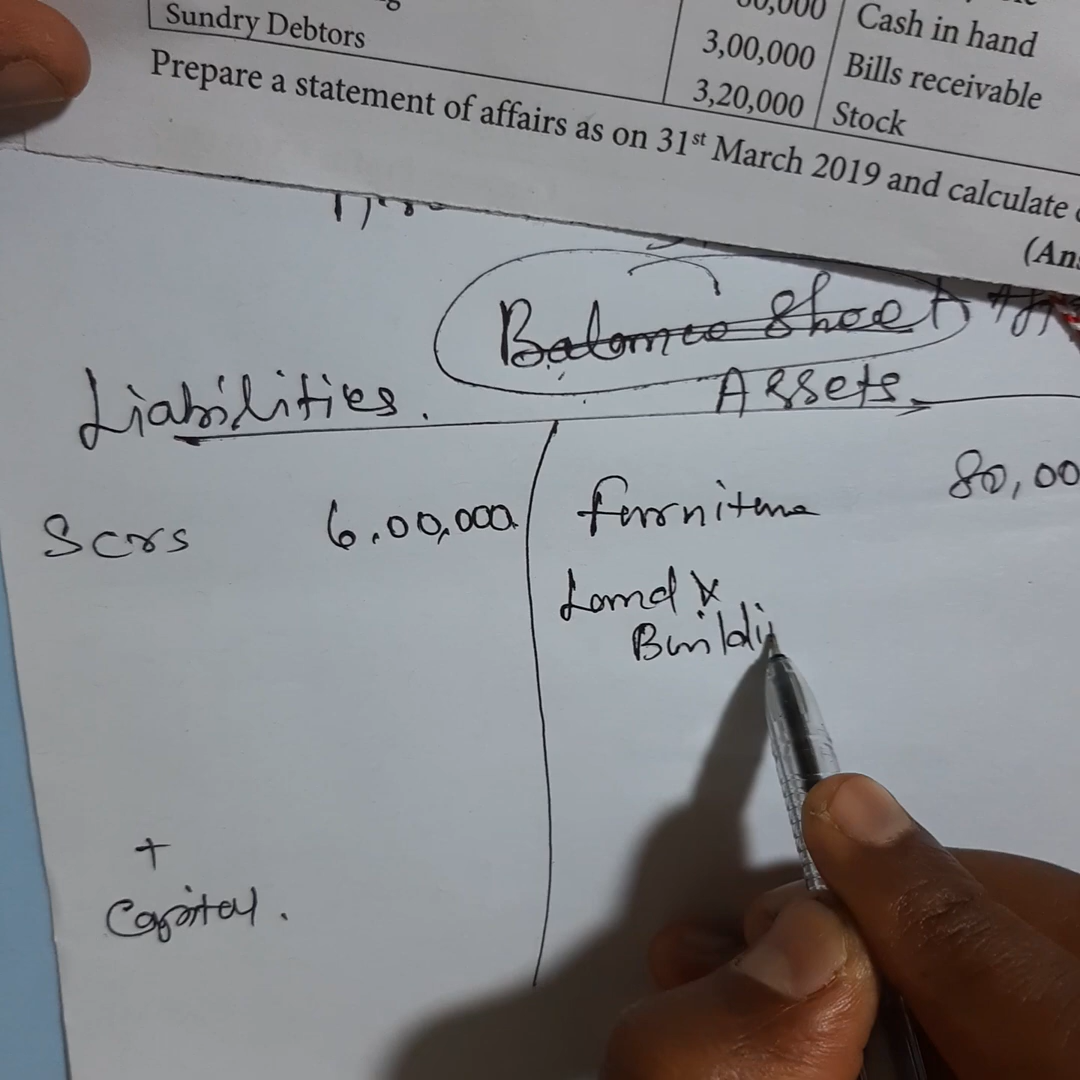 Sundry Debtors 3,00,000 Cash in hand
3,20,000 Bills receivable
Stock
Prepare a statement of affairs as on 31st March 2019 and calculate
(Ans
Balance Sheet
Liabilities. Assets
Scrs 6,00,000 furniture 80,00
Land &
Buildi
+
Capital.